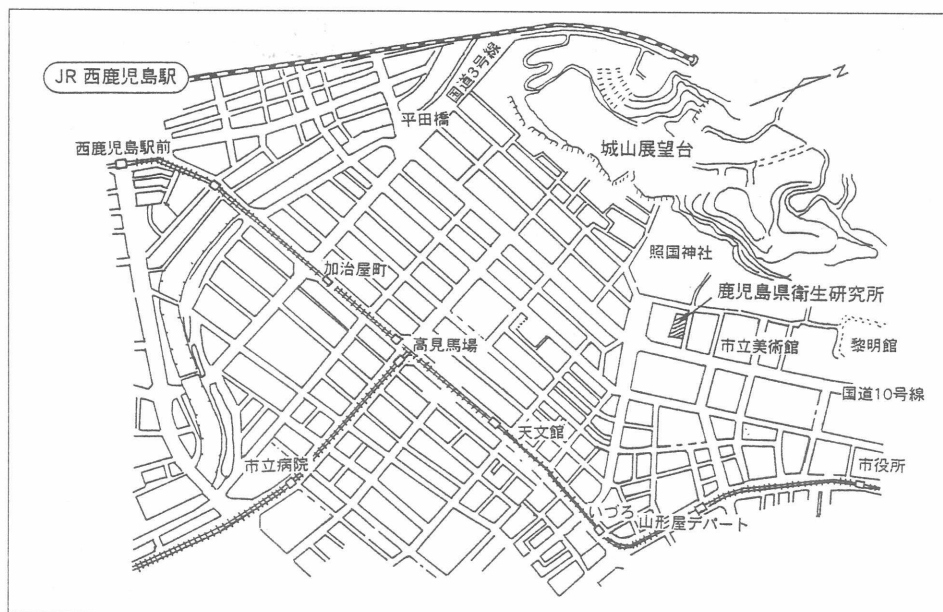 JR 西鹿児島駅
国道3号線
N
平田橋
西鹿児島駅前
城山展望台
照国神社
加治屋町
鹿児島県衛生研究所
高見馬場
市立美術館
黎明館
国道10号線
天文館
市立病院
市役所
いづろ
山形屋デパート